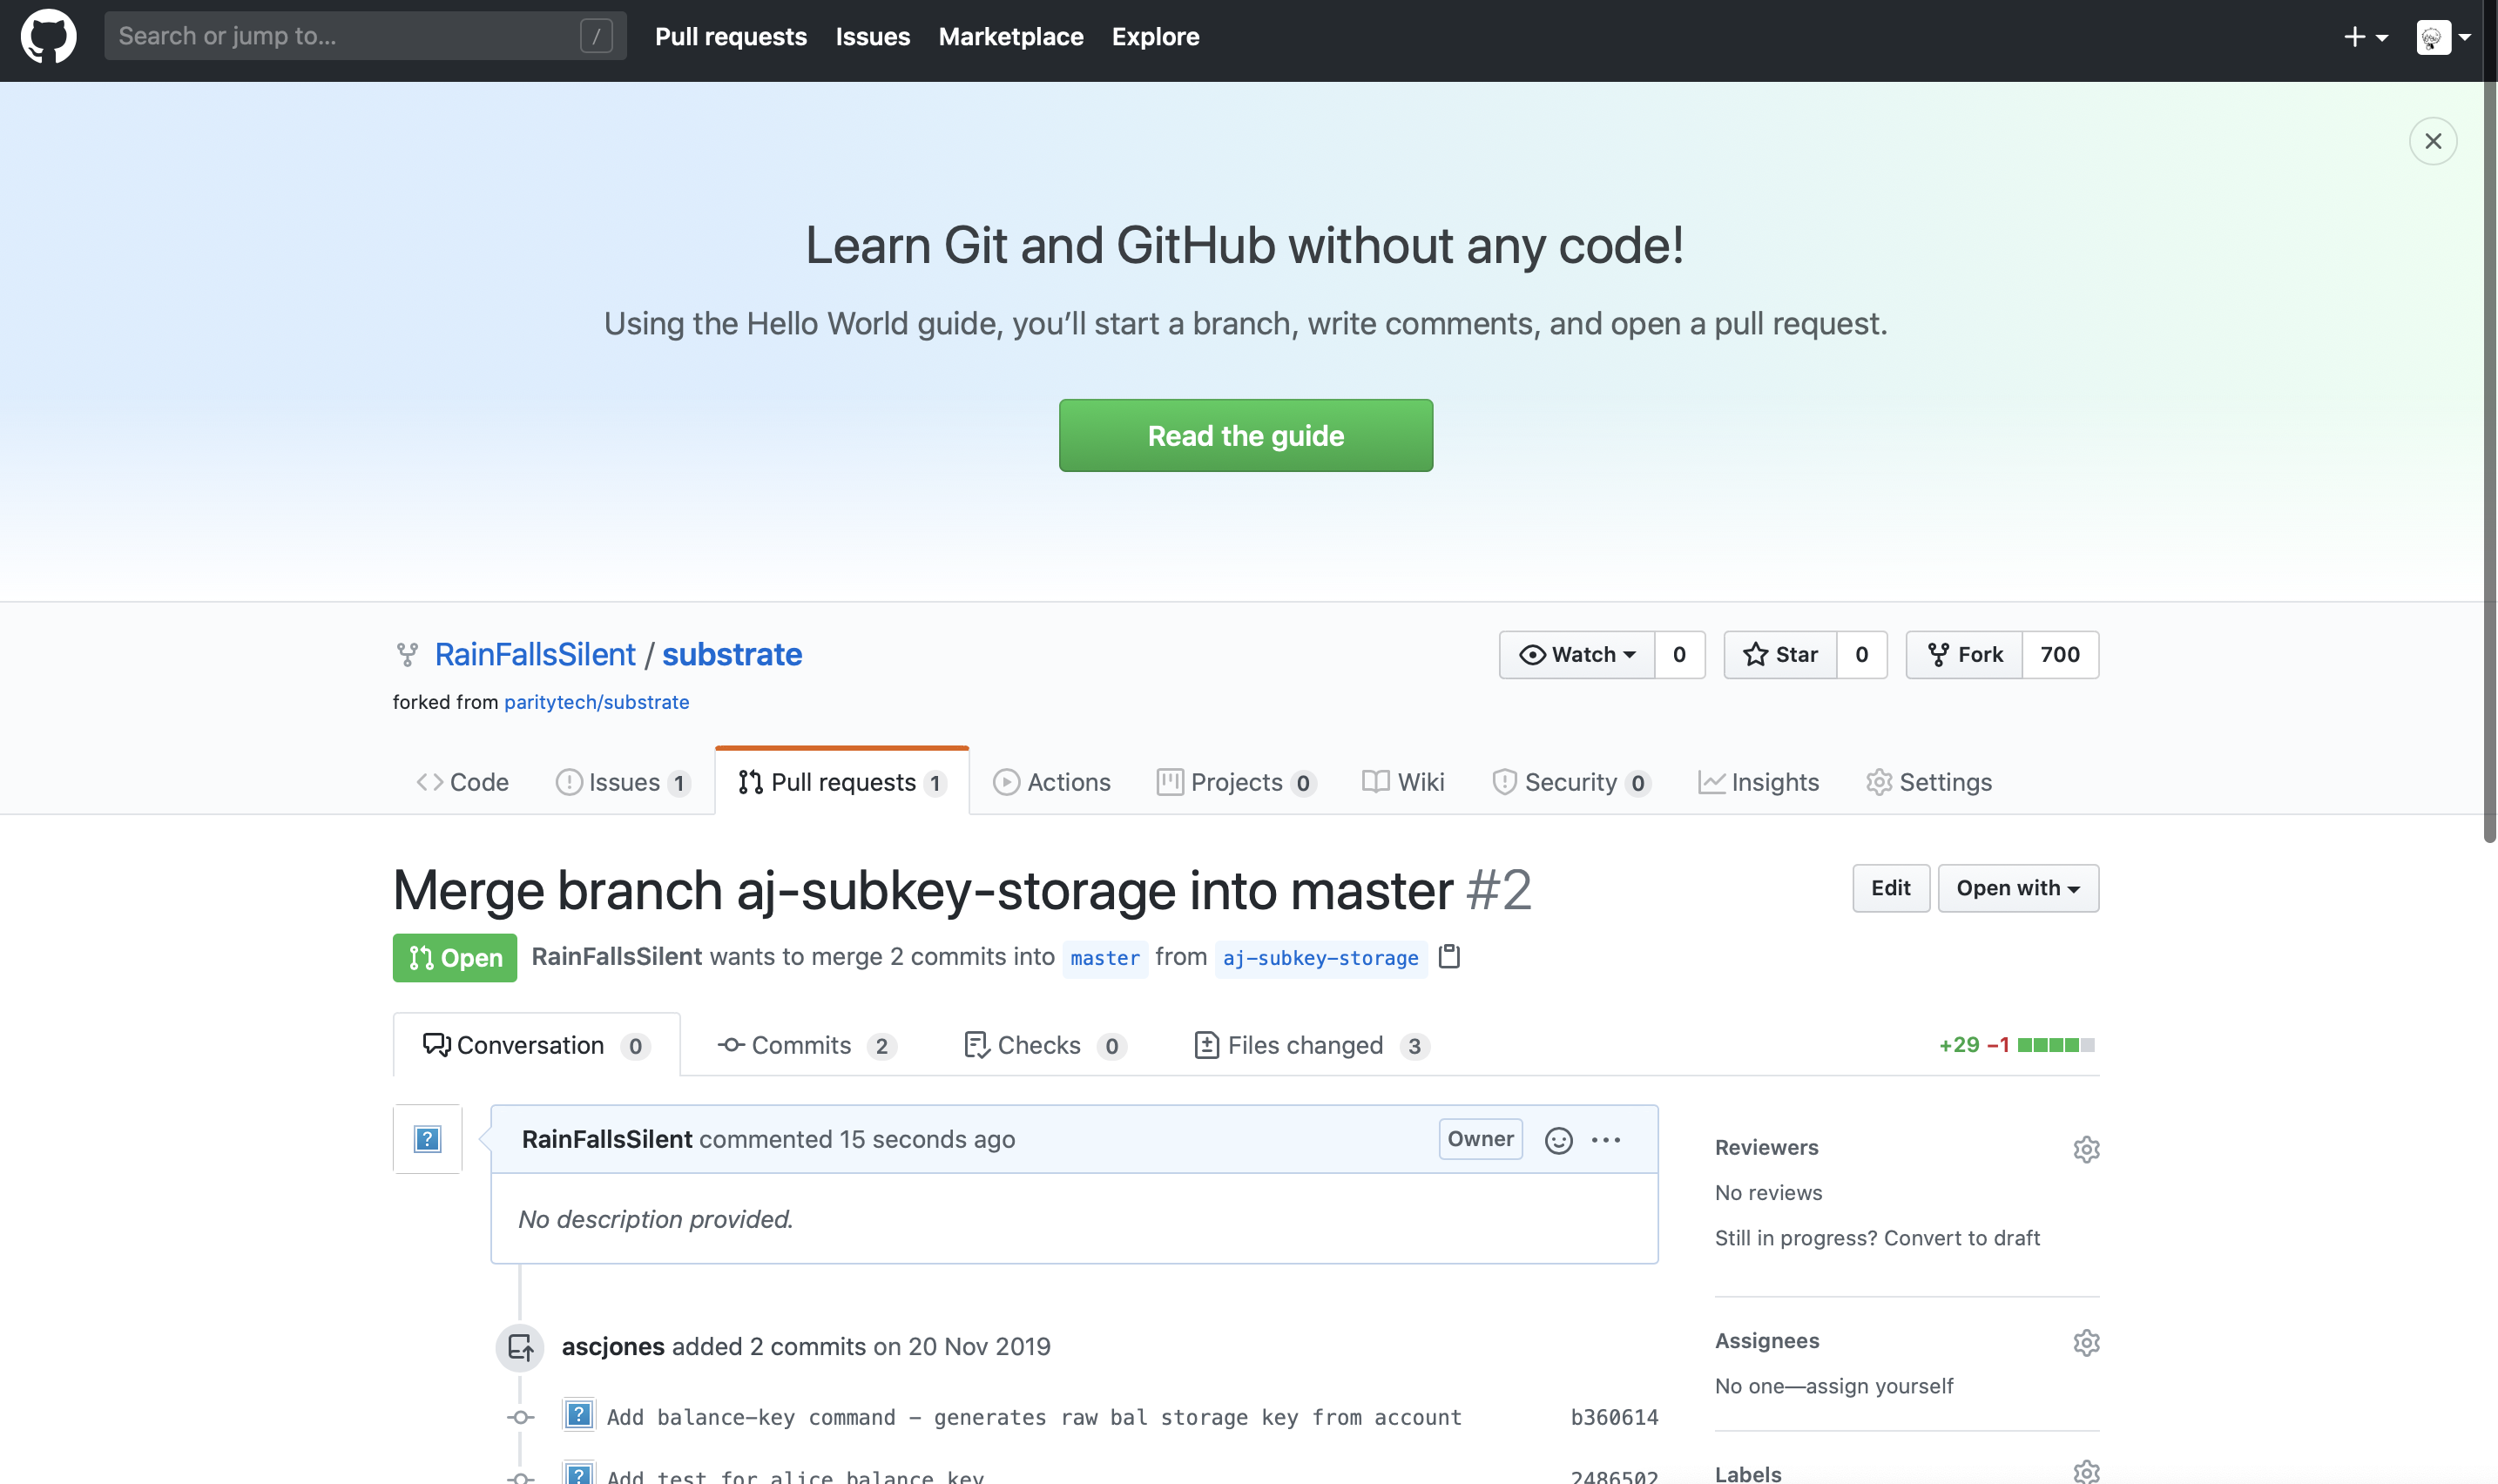 Search or jump to... /
Pull requests Issues Marketplace Explore
Learn Git and GitHub without any code!
Using the Hello World guide, you’ll start a branch, write comments, and open a pull request.
Read the guide
RainFallsSilent / substrate
Watch 0 Star 0 Fork 700
forked from paritytech/substrate
Code Issues 1 Pull requests 1 Actions Projects 0 Wiki Security 0 Insights Settings
Merge branch aj-subkey-storage into master #2
Edit Open with
Open RainFallsSilent wants to merge 2 commits into master from aj-subkey-storage
Conversation 0 Commits 2 Checks 0 Files changed 3
+29 −1
RainFallsSilent commented 15 seconds ago
Owner
No description provided.
Reviewers
No reviews
Still in progress? Convert to draft
ascjones added 2 commits on 20 Nov 2019
Assignees
No one—assign yourself
Add balance-key command - generates raw bal storage key from account b360614
Add test for alice balance key 2486502
Labels